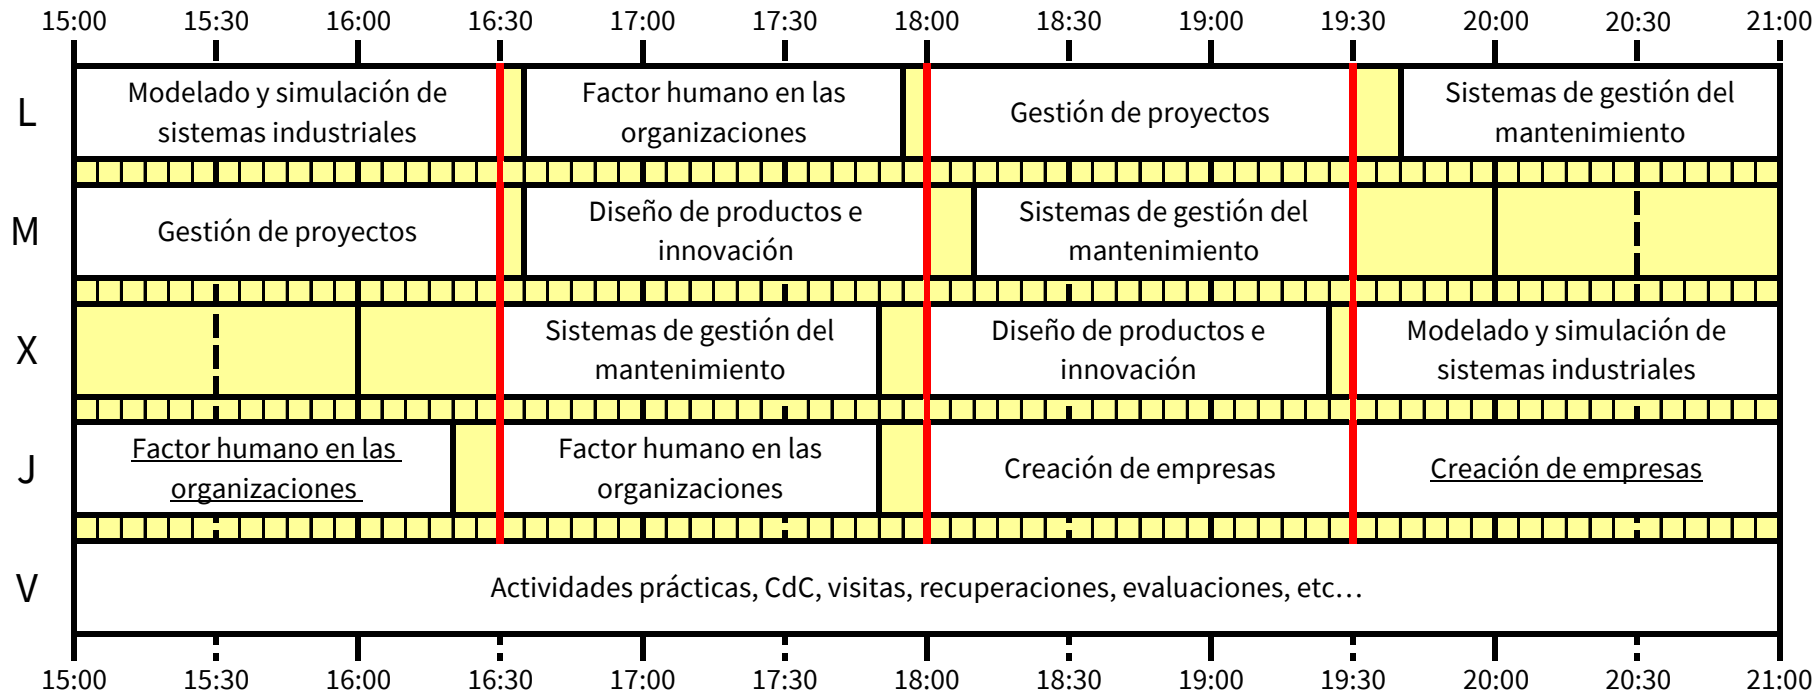 15:00 15:30 16:00 16:30 17:00 17:30 18:00 18:30 19:00 19:30 20:00 20:30 21:00
L
Modelado y simulación de
sistemas industriales
Factor humano en las
organizaciones
Gestión de proyectos
Sistemas de gestión del
mantenimiento
M
Gestión de proyectos
Diseño de productos e
innovación
Sistemas de gestión del
mantenimiento
X
Sistemas de gestión del
mantenimiento
Diseño de productos e
innovación
Modelado y simulación de
sistemas industriales
J
Factor humano en las
organizaciones
Factor humano en las
organizaciones
Creación de empresas
Creación de empresas
V
Actividades prácticas, CdC, visitas, recuperaciones, evaluaciones, etc…
15:00 15:30 16:00 16:30 17:00 17:30 18:00 18:30 19:00 19:30 20:00 20:30 21:00